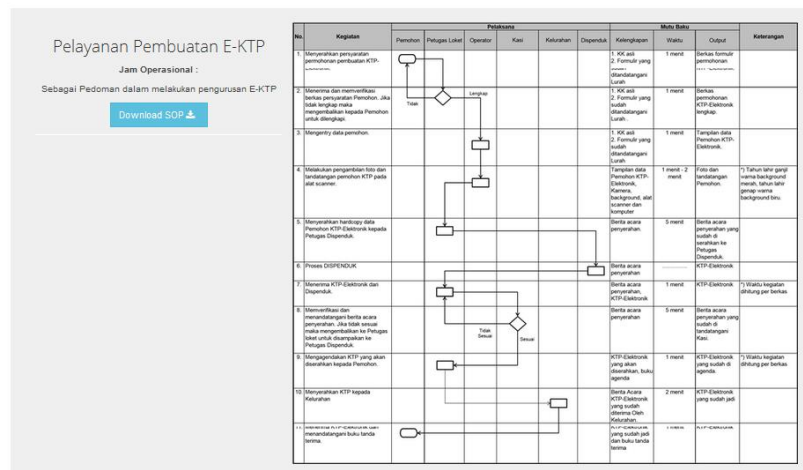 Pelayanan Pembuatan E-KTP
Jam Operasional :
Sebagai Pedoman dalam melakukan pengurusan E-KTP
Download SOP
Pelaksana
Mutu Baku
No.
Kegiatan
Pemohon
Petugas Loket
Operator
Kasi
Kelurahan
Dispenduk
Kelengkapan
Waktu
Output
Keterangan
1.
Menyerahkan persyaratan
permohonan pembuatan KTP-
1. KK asli
2. Formulir yang
ditandatangani
Lurah
1 menit
Berkas formulir
permohonan
2.
Menerima dan memverifikasi
berkas persyaratan Pemohon. Jika
tidak lengkap maka
mengembalikan kepada Pemohon
untuk dilengkapi.
Tidak
Lengkap
1. KK asli
2. Formulir yang
sudah
ditandatangani
Lurah.
1 menit
Berkas
permohonan
KTP-Elektronik
lengkap.
3.
Mengentry data pemohon.
1. KK asli
2. Formulir yang
sudah
ditandatangani
Lurah
1 menit
Tampilan data
Pemohon KTP-
Elektronik.
4.
Melakukan pengambilan foto dan
tandatangan pemohon KTP pada
alat scanner.
Tampilan data
Pemohon KTP-
Elektronik,
Kamera,
background, alat
scanner dan
komputer
1 menit - 2
menit
Foto dan
tandatangan
Pemohon.
*) Tahun lahir ganjil
warna background
merah, tahun lahir
genap warna
background biru.
5.
Menyerahkan hardcopy data
Pemohon KTP-Elektronik kepada
Petugas Dispenduk.
Berita acara
penyerahan.
5 menit
Berita acara
penyerahan yang
sudah di
serahkan ke
Petugas
Dispenduk.
6.
Proses DISPENDUK
Berita acara
penyerahan
KTP-Elektronik
7.
Menerima KTP-Elektronik dari
Dispenduk.
Berita acara
penyerahan,
KTP-Elektronik
1 menit
KTP-Elektronik
*) Waktu kegiatan
dihitung per berkas
8.
Memverifikasi dan
menandatangani berita acara
penyerahan. Jika tidak sesuai
maka mengembalikan ke Petugas
loket untuk disampaikan ke
Petugas Dispenduk.
Tidak
Sesuai
Sesuai
Berita acara
penyerahan
5 menit
Berita acara
penyerahan yang
sudah di
tandatangani
Kasi.
9.
Mengagendakan KTP yang akan
diserahkan kepada Pemohon.
KTP-Elektronik
yang akan
diserahkan, buku
agenda
1 menit
KTP-Elektronik
yang sudah di
agenda.
*) Waktu kegiatan
dihitung per berkas.
10.
Menyerahkan KTP kepada
Kelurahan
Berita Acara
KTP-Elektronik
yang sudah
diterima Oleh
Kelurahan.
2 menit
KTP-Elektronik
yang sudah jadi
menandatangani buku tanda
terima.
yang sudah jadi
dan buku tanda
terima